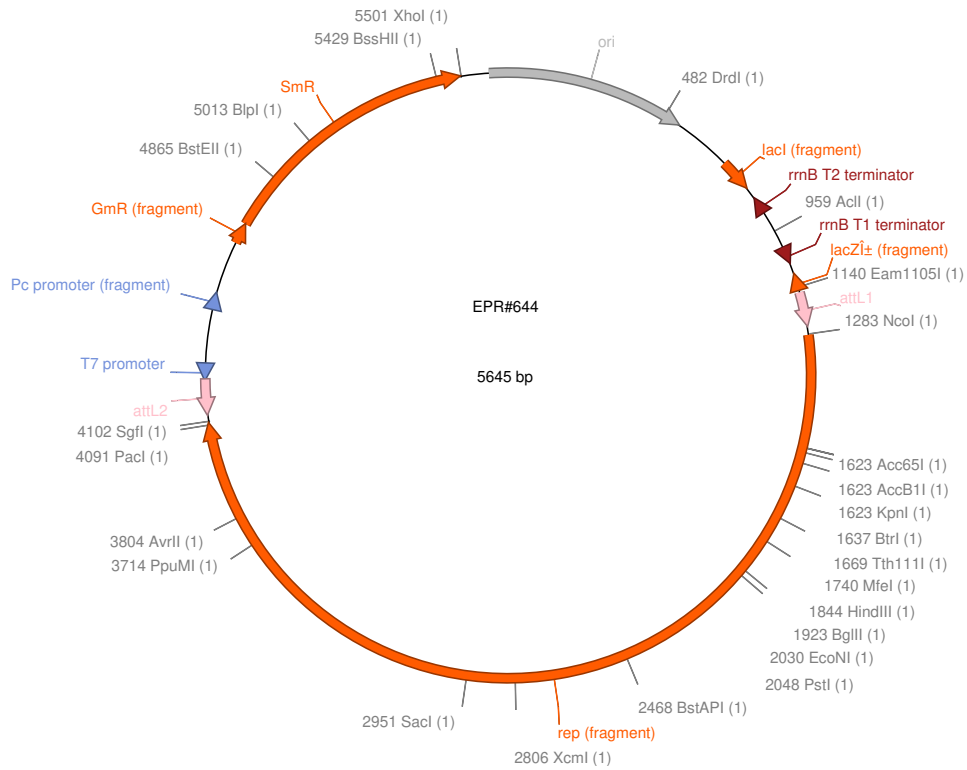 5501 XhoI (1)
5429 BssHII (1)
ori
SmR
482 DrdI (1)
5013 BlpI (1)
4865 BstEII (1)
lacI (fragment)
rrnB T2 terminator
959 AclI (1)
GmR (fragment)
rrnB T1 terminator
lacZÎ± (fragment)
1140 Eam1105I (1)
Pc promoter (fragment)
attL1
EPR#644
1283 NcoI (1)
T7 promoter
5645 bp
attL2
4102 SgfI (1)
4091 PacI (1)
1623 Acc65I (1)
1623 AccB1I (1)
1623 KpnI (1)
3804 AvrII (1)
1637 BtrI (1)
3714 PpuMI (1)
1669 Tth111I (1)
1740 MfeI (1)
1844 HindIII (1)
1923 BglII (1)
2030 EcoNI (1)
2048 PstI (1)
2468 BstAPI (1)
2951 SacI (1)
rep (fragment)
2806 XcmI (1)